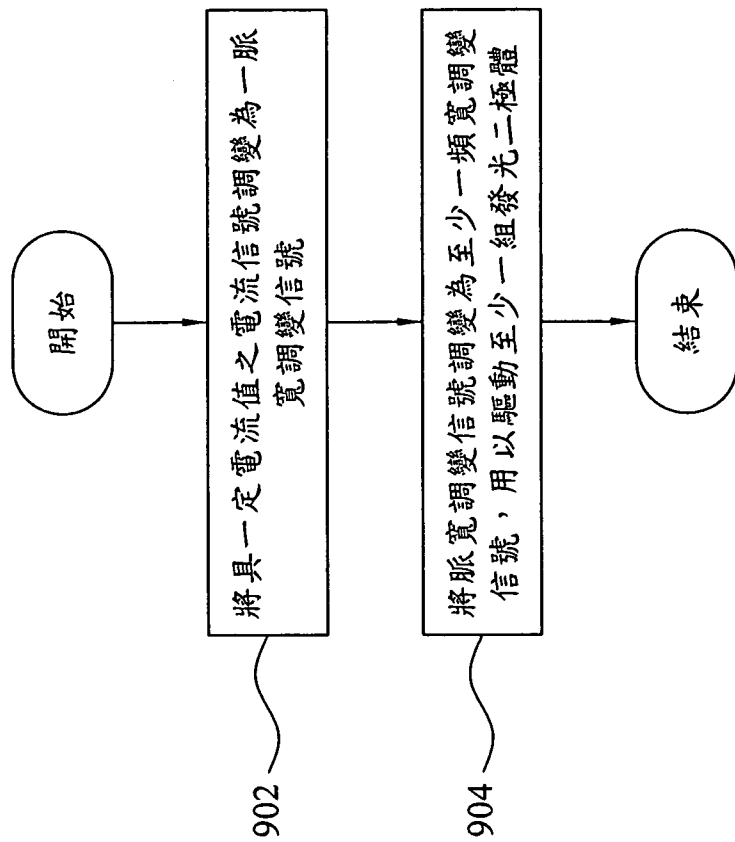 開始
將具一定電流值之電流信號調變為一脈
寬調變信號
902
將脈寬調變信號調變為至少一頻寬調變
信號，用以驅動至少一組發光二極體
904
結束